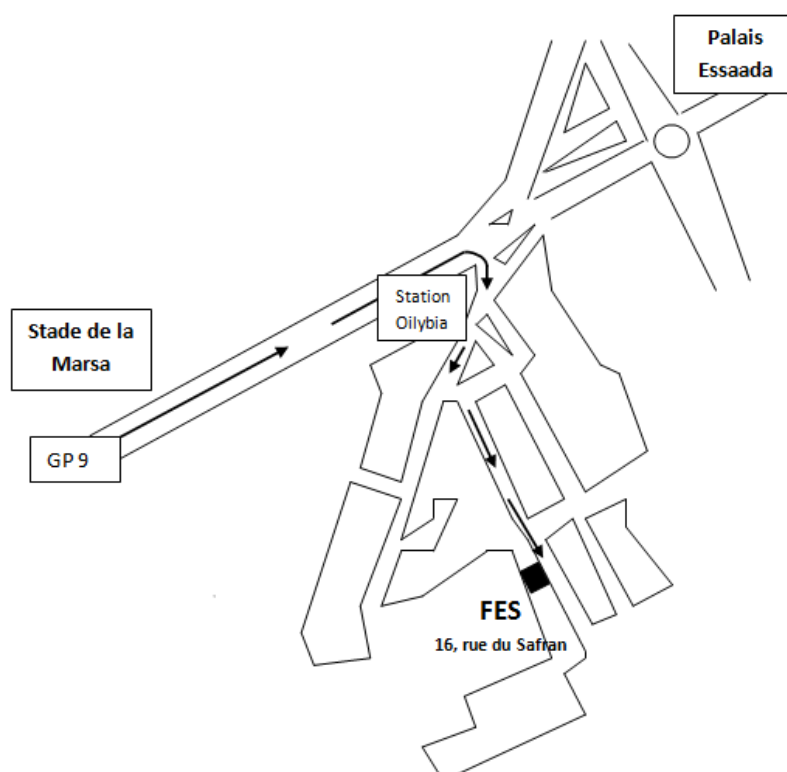 Palais
Essaada
Station
Oilybia
Stade de la
Marsa
GP 9
FES
16, rue du Safran